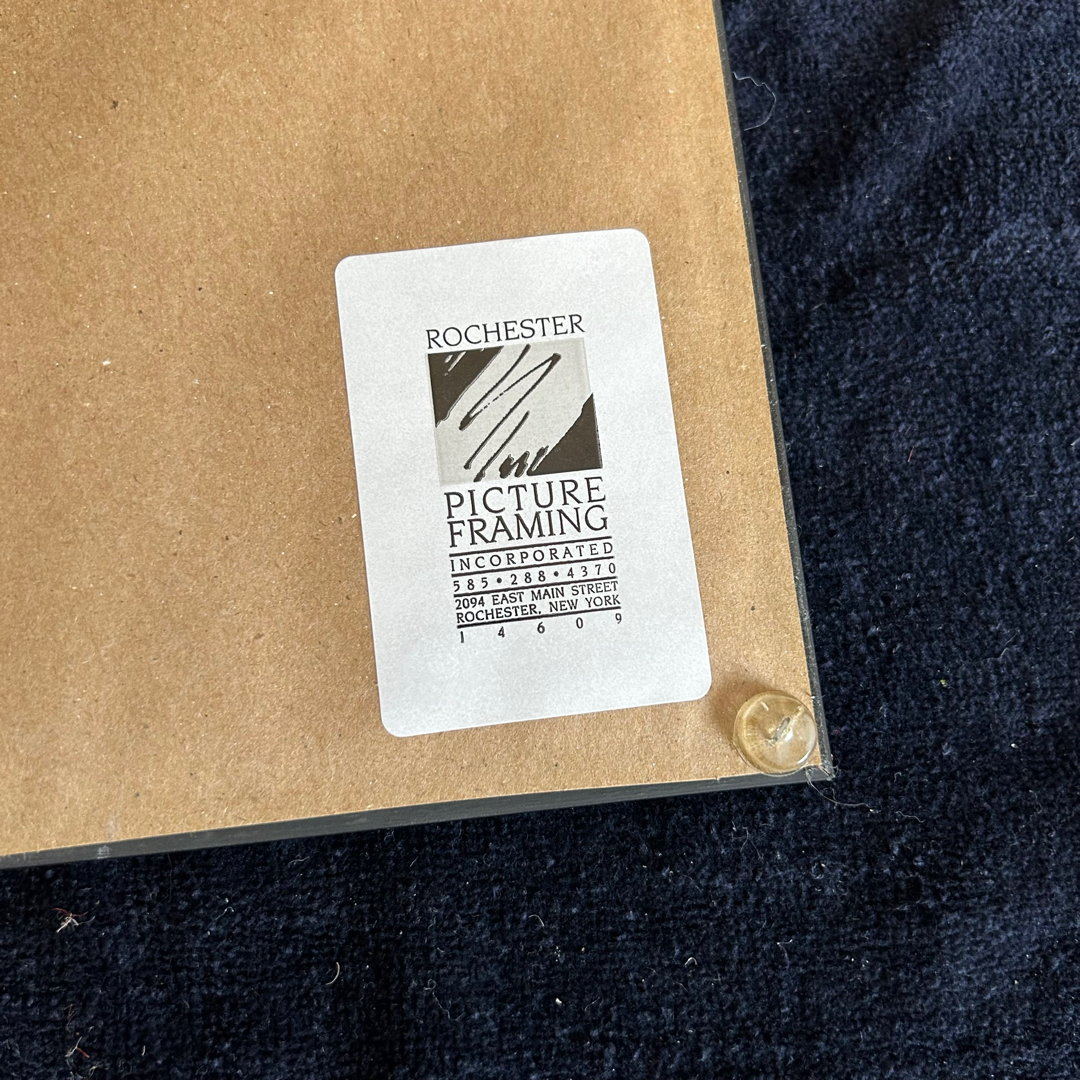 ROCHESTER
PICTURE
FRAMING
INCORPORATED
585•288•4370
2094 EAST MAIN STREET
ROCHESTER, NEW YORK
14609